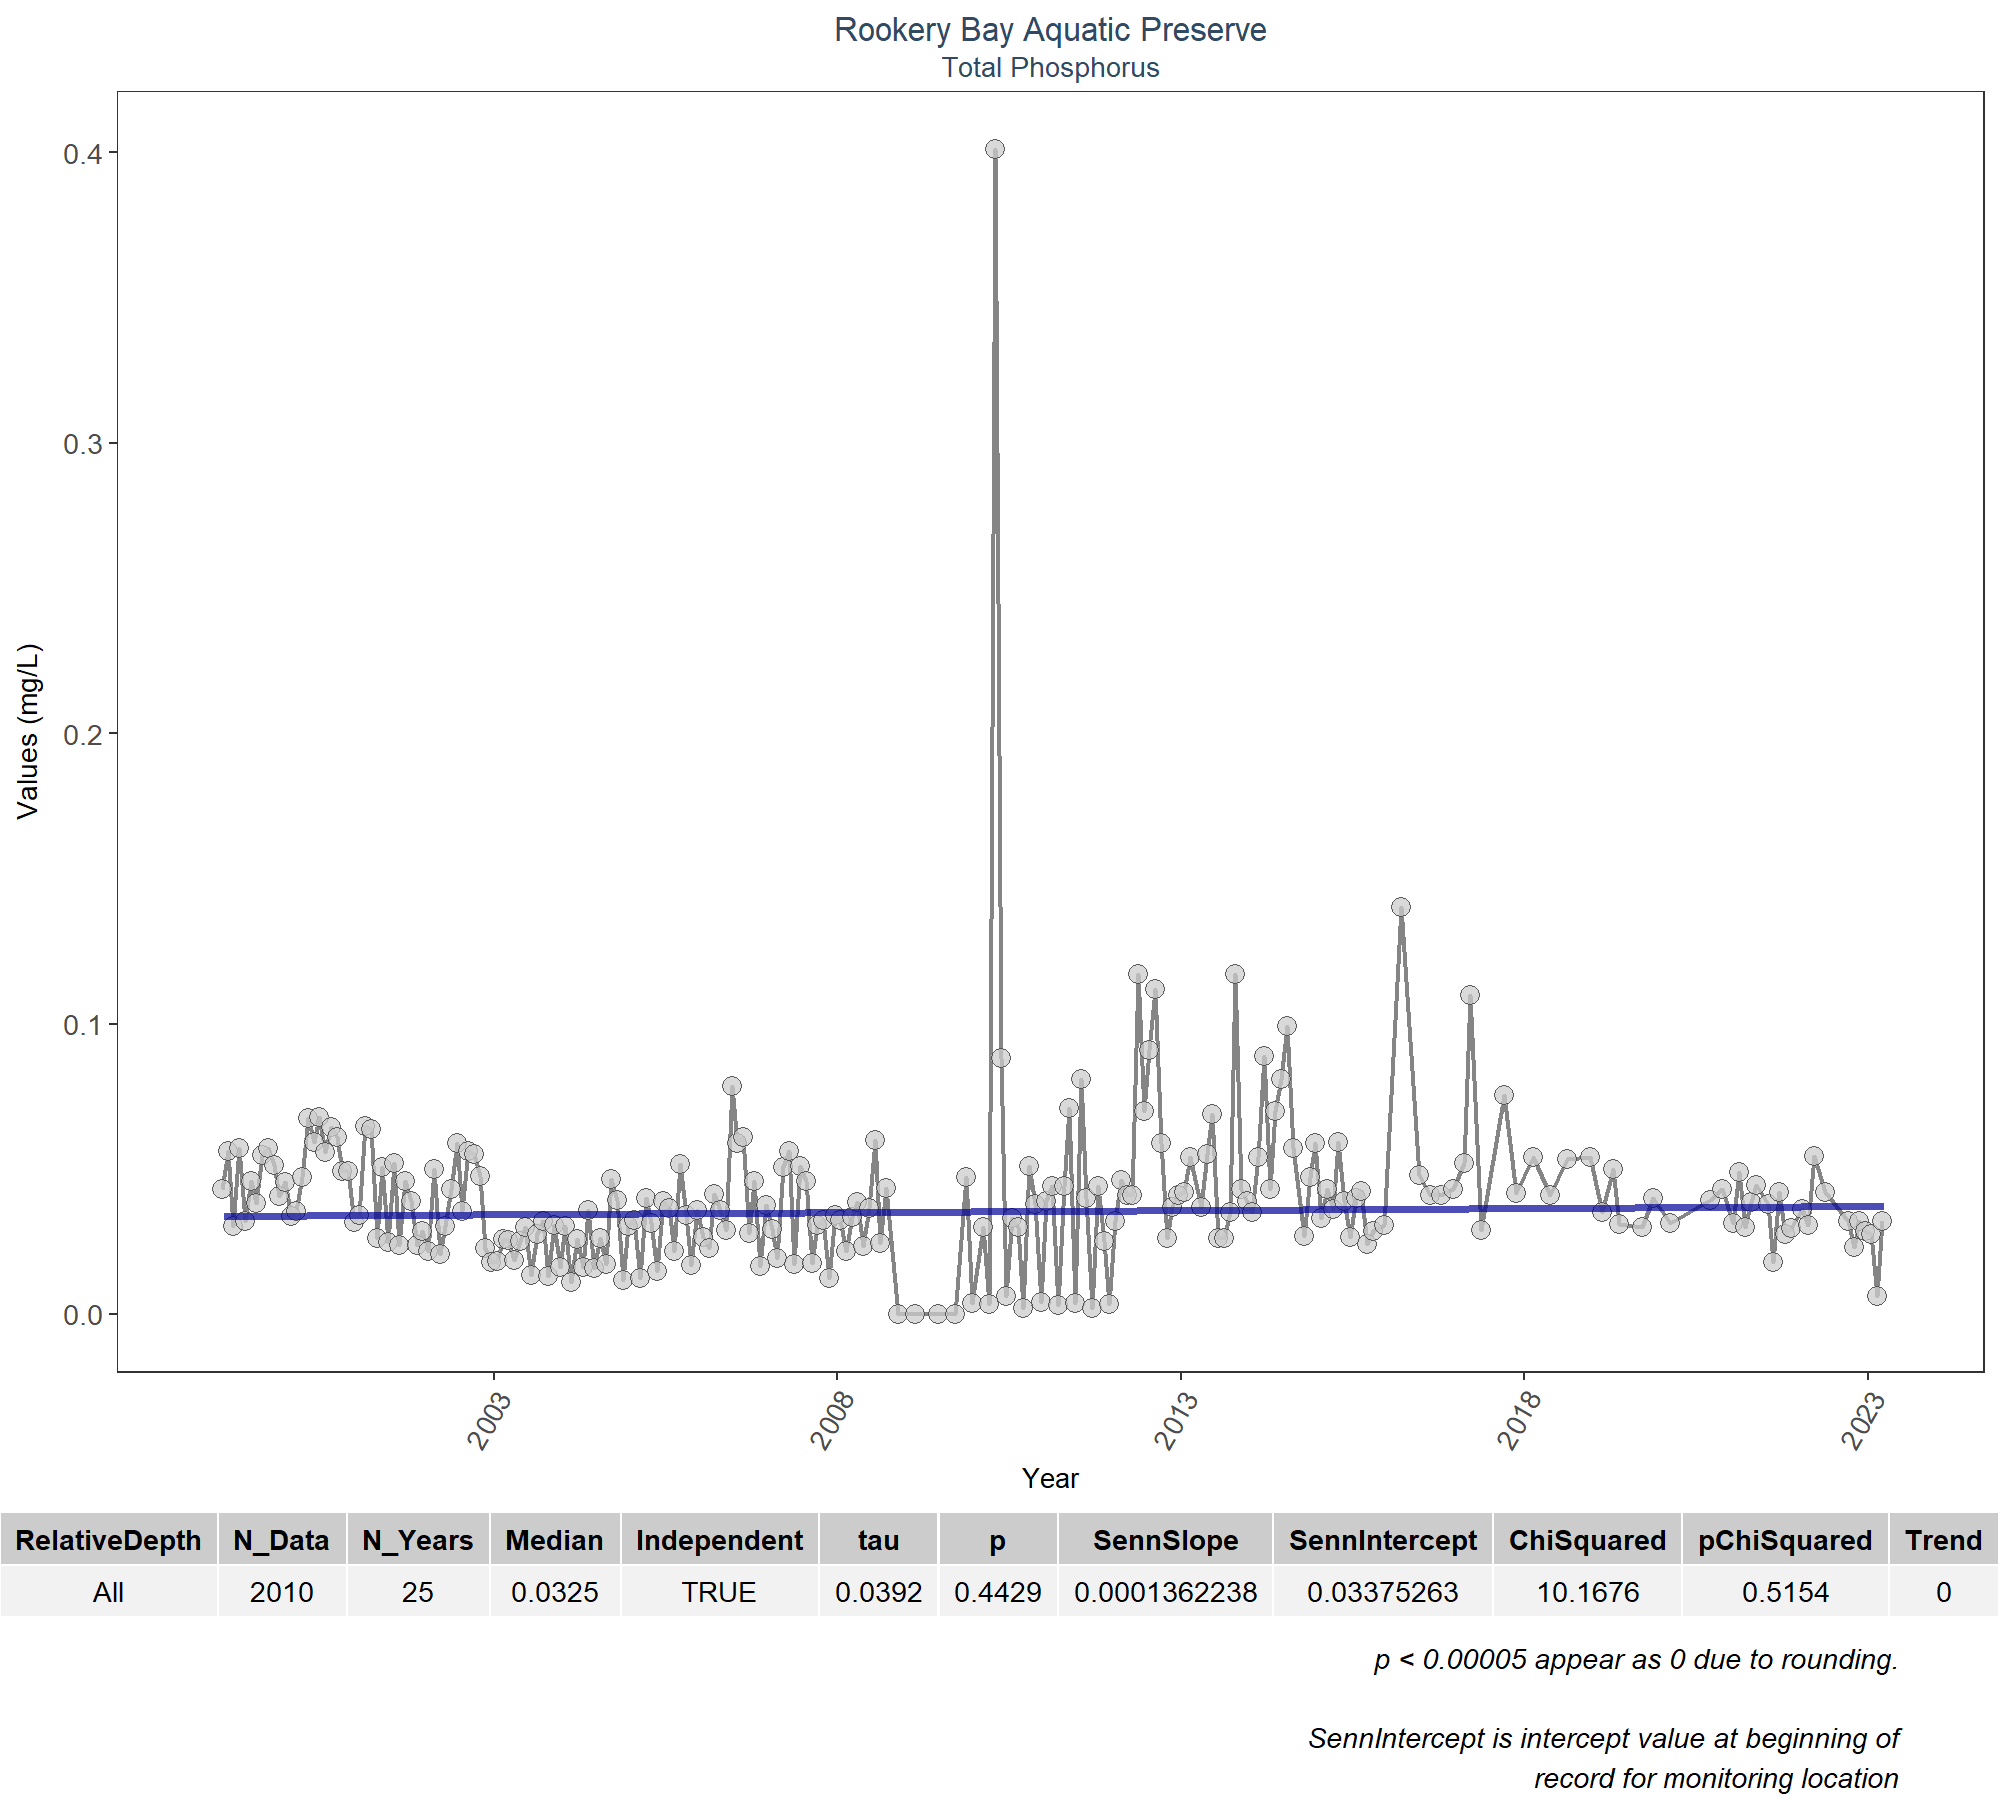 Rookery Bay Aquatic Preserve
Total Phosphorus
Values (mg/L)
0.4
0.3
0.2
0.1
0.0
2003 2008 2013 2018 2023
Year
RelativeDepth N_Data N_Years Median Independent tau p SennSlope SennIntercept ChiSquared pChiSquared Trend
All 2010 25 0.0325 TRUE 0.0392 0.4429 0.0001362238 0.03375263 10.1676 0.5154 0
p < 0.00005 appear as 0 due to rounding.
SennIntercept is intercept value at beginning of
record for monitoring location